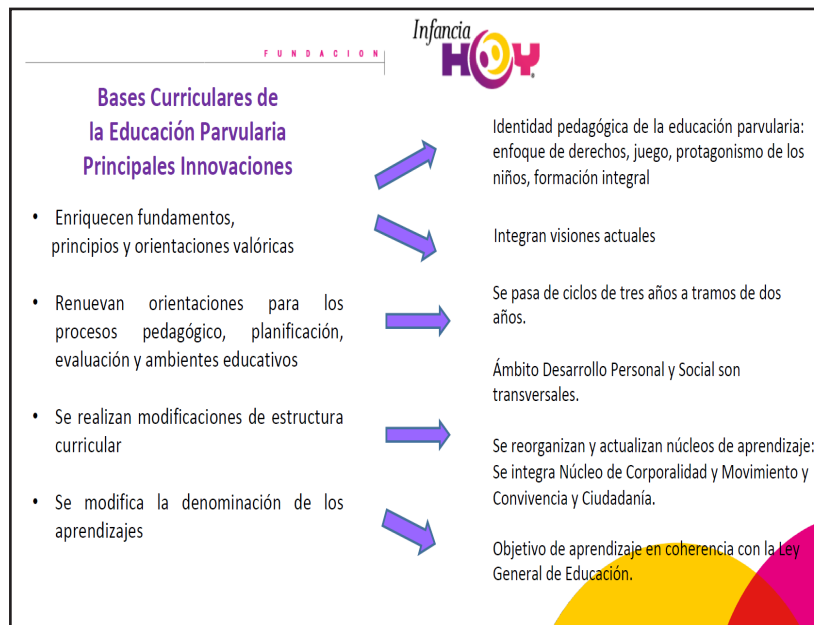 FUNDACION
Infancia
HOY
Bases Curriculares de
la Educación Parvularia
Principales Innovaciones
• Enriquecen fundamentos,
principios y orientaciones valóricas
• Renuevan orientaciones para los
procesos pedagógico, planificación,
evaluación y ambientes educativos
• Se realizan modificaciones de estructura
curricular
• Se modifica la denominación de los
aprendizajes
Identidad pedagógica de la educación parvularia:
enfoque de derechos, juego, protagonismo de los
niños, formación integral
Integran visiones actuales
Se pasa de ciclos de tres años a tramos de dos
años.
Ámbito Desarrollo Personal y Social son
transversales.
Se reorganizan y actualizan núcleos de aprendizaje:
Se integra Núcleo de Corporalidad y Movimiento y
Convivencia y Ciudadanía.
Objetivo de aprendizaje en coherencia con la Ley
General de Educación.